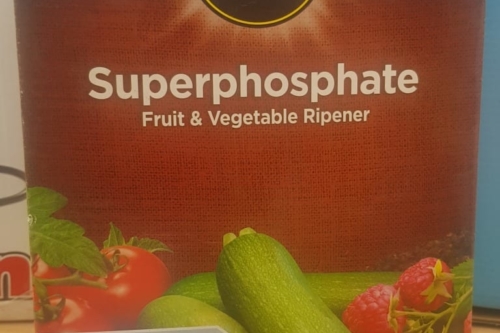 Superphosphate
Fruit & Vegetable Ripener